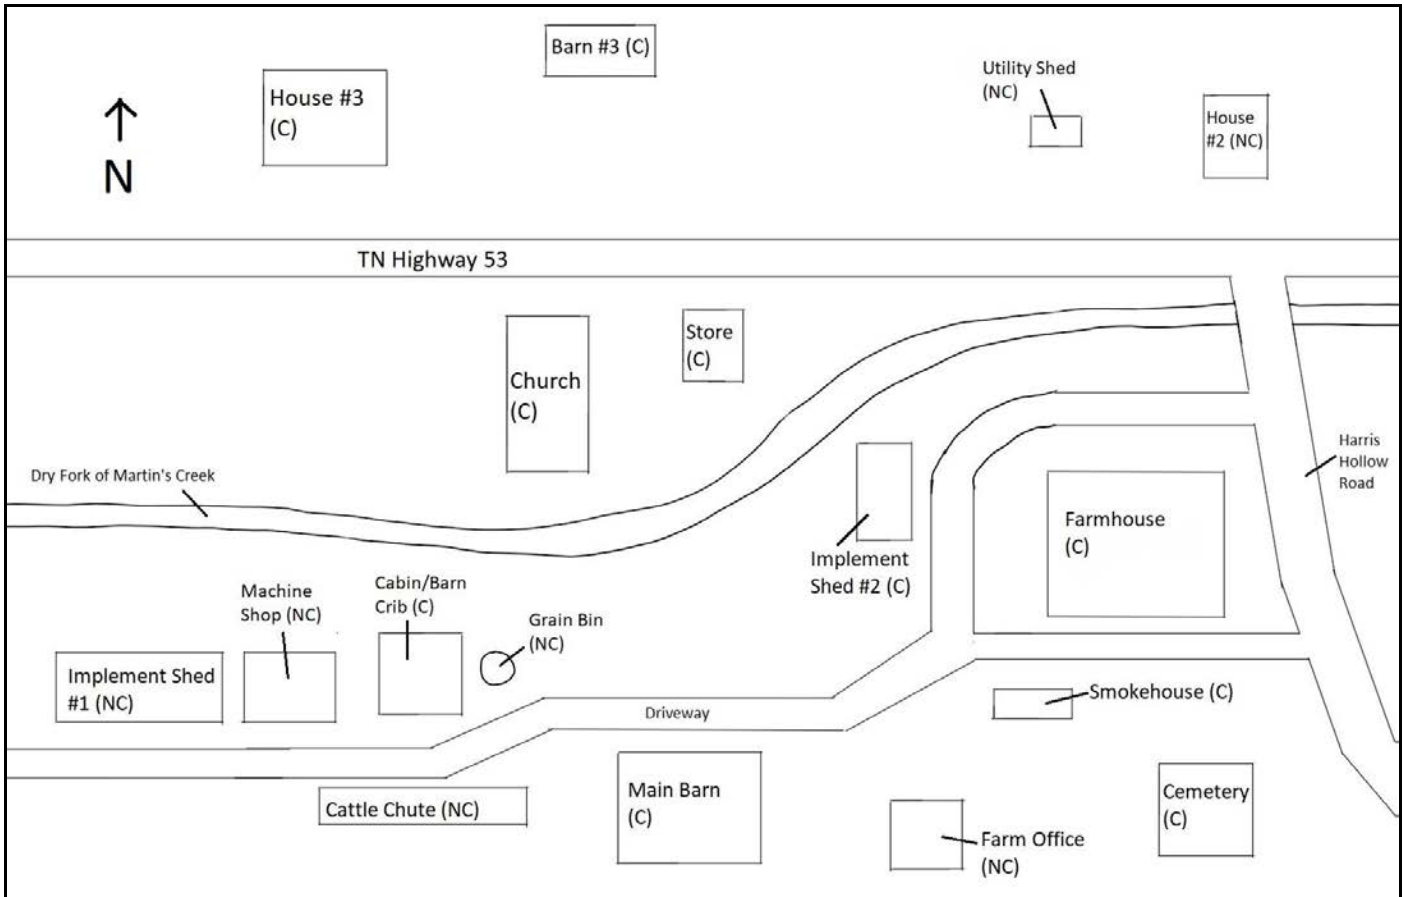 Barn #3 (C)
House #3
(C)
Utility Shed
(NC)
House
#2 (NC)
N
TN Highway 53
Store
(C)
Church
(C)
Harris
Hollow
Road
Dry Fork of Martin's Creek
Farmhouse
(C)
Implement
Shed #2 (C)
Machine
Shop (NC)
Cabin/Barn
Crib (C)
Grain Bin
(NC)
Implement Shed
#1 (NC)
Smokehouse (C)
Driveway
Main Barn
(C)
Cattle Chute (NC)
Cemetery
(C)
Farm Office
(NC)